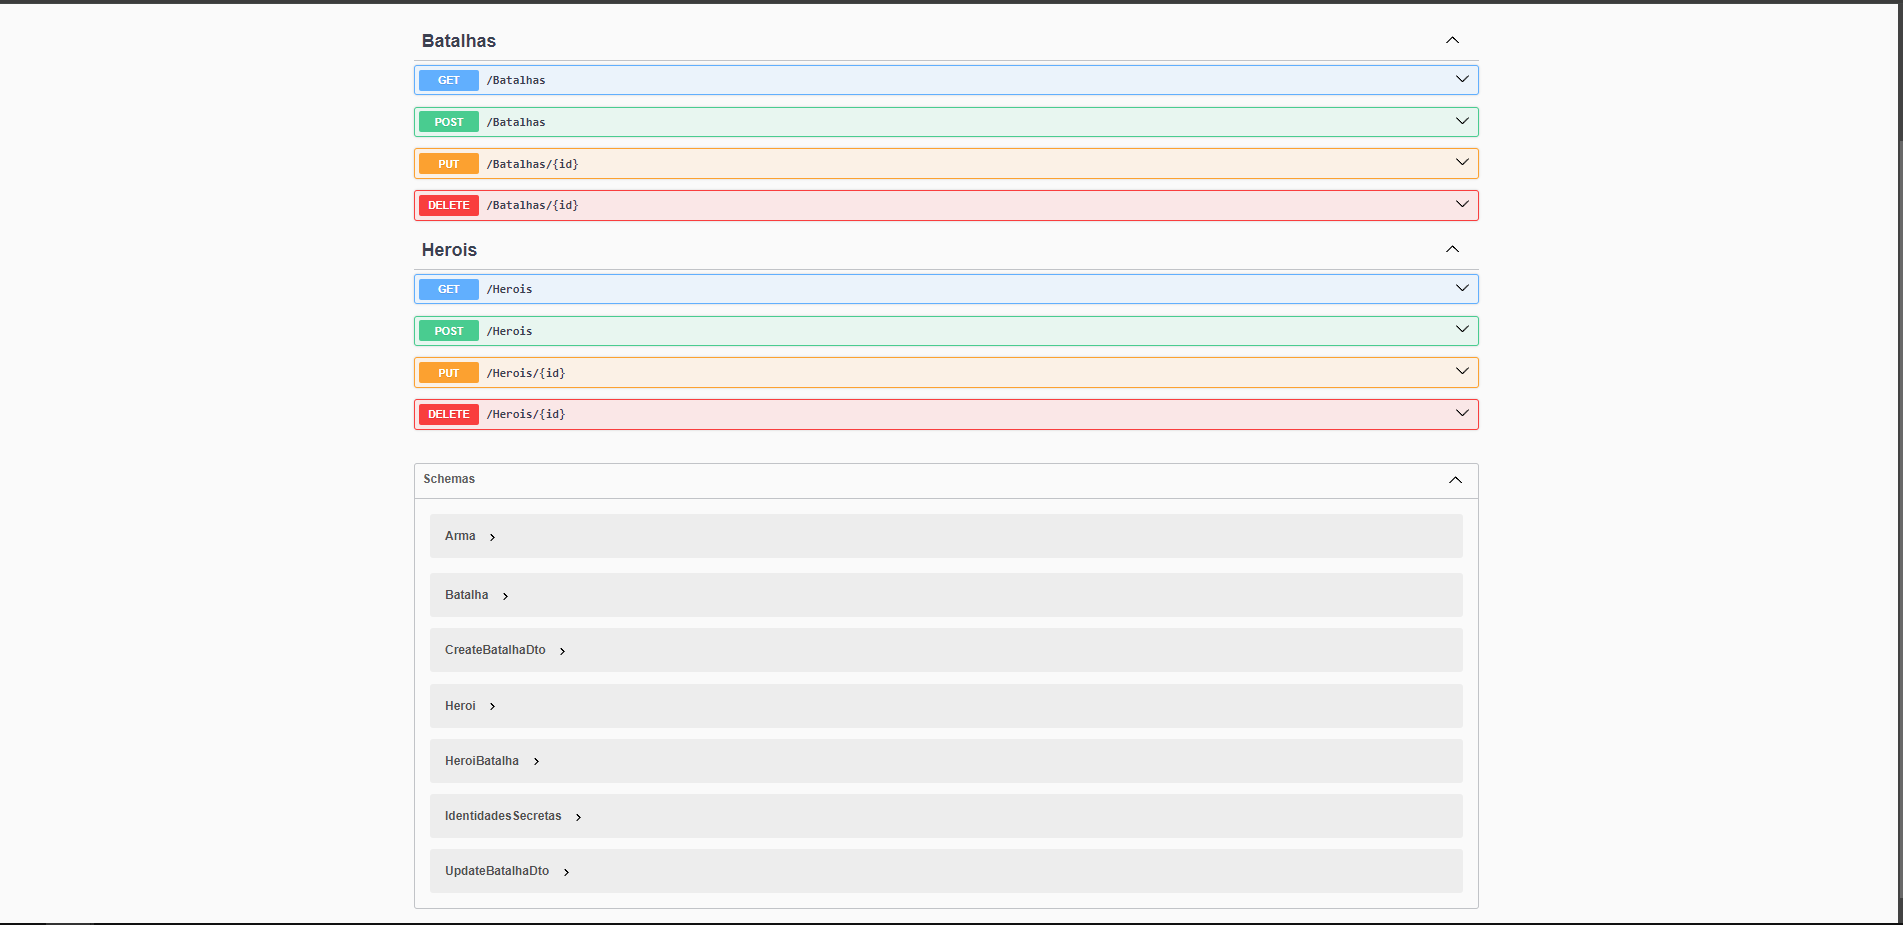 Batalhas
GET /Batalhas
POST /Batalhas
PUT /Batalhas/{id}
DELETE /Batalhas/{id}
Herois
GET /Herois
POST /Herois
PUT /Herois/{id}
DELETE /Herois/{id}
Schemas
Arma
Batalha
CreateBatalhaDto
Heroi
HeroiBatalha
IdentidadesSecretas
UpdateBatalhaDto